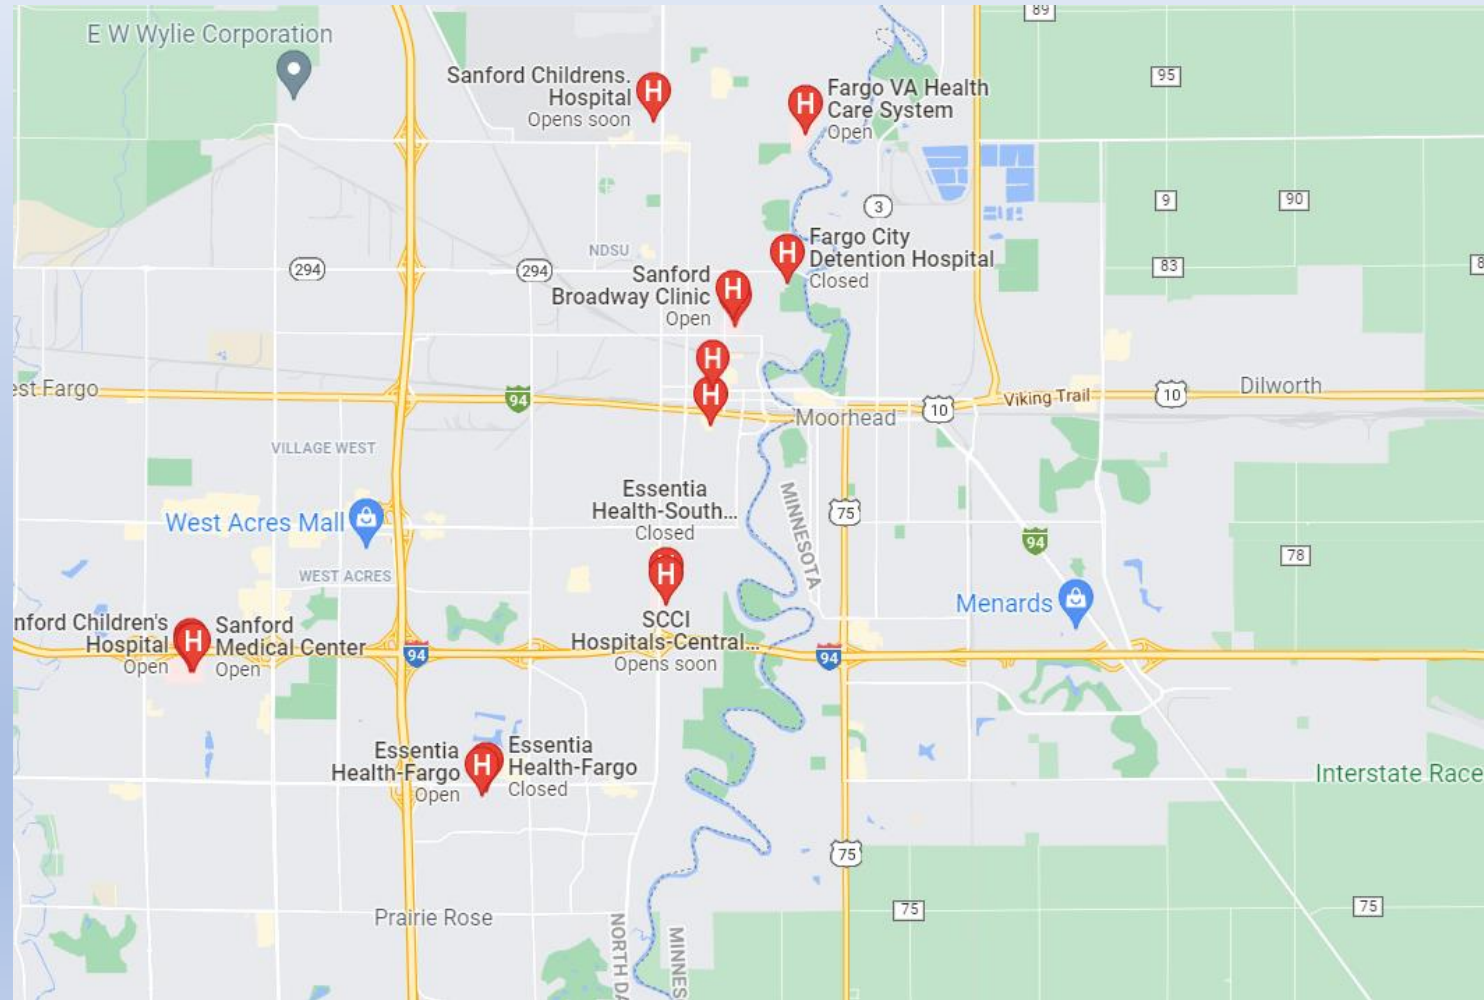 89
E W Wylie Corporation
Sanford Childrens.
Hospital
Opens soon
H
H
Fargo VA Health
Care System
Open
95
9
90
3
NDSU
294
294
Sanford
Broadway Clinic
Open
H
H
Fargo City
Detention Hospital
Closed
83
8
H
H
est Fargo
94
Moorhead
10
Viking Trail
10
Dilworth
VILLAGE WEST
West Acres Mall
WEST ACRES
Essentia
Health-South...
Closed
H
SCCI
Hospitals-Central...
Opens soon
MINNESOTA
75
94
78
Menards
nford Children's
Hospital
Open
H
Sanford
Medical Center
Open
94
94
Essentia
Health-Fargo
Open
H
Essentia
Health-Fargo
Closed
Interstate Race
75
75
75
Prairie Rose
NORTH DA
MINNES